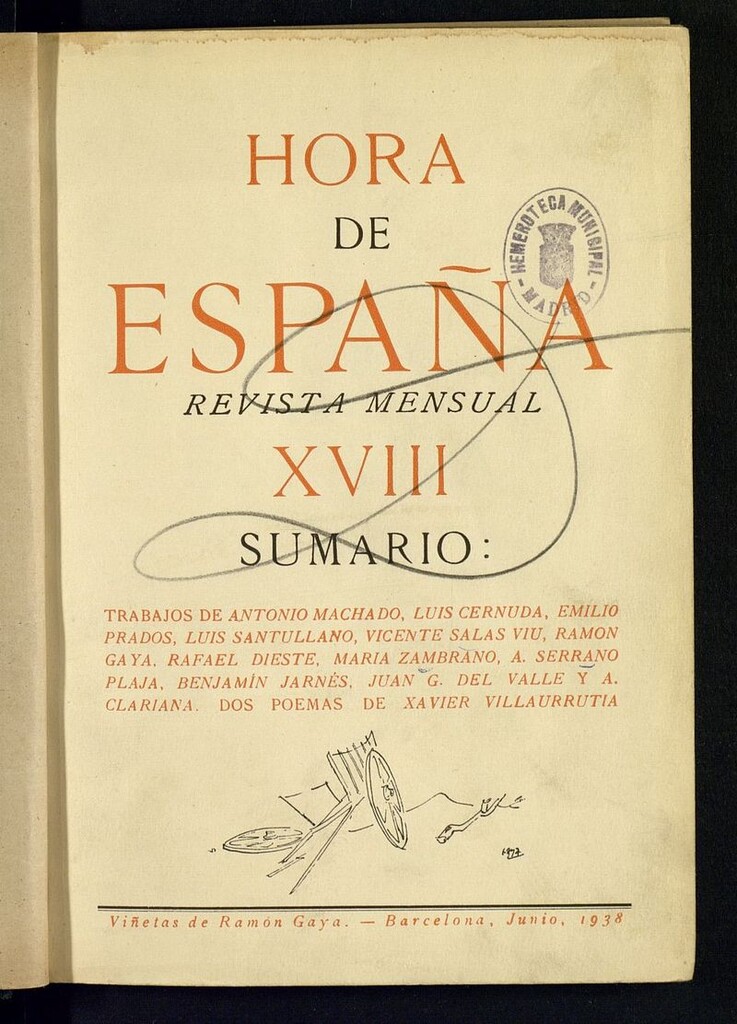 HORA
DE
ESPAÑA
REVISTA MENSUAL
XVIII
SUMARIO:
TRABAJOS DE ANTONIO MACHADO, LUIS CERNUDA, EMILIO
PRADOS, LUIS SANTULLANO, VICENTE SALAS VIU, RAMON
GAYA, RAFAEL DIESTE, MARIA ZAMBRANO, A. SERRANO
PLAJA, BENJAMÍN JARNÉS, JUAN G. DEL VALLE Y A.
CLARIANA. DOS POEMAS DE XAVIER VILLAURRUTIA
Viñetas de Ramón Gaya. — Barcelona, Junio, 1938
HEMEROTECA MUNICIPAL
MADRID